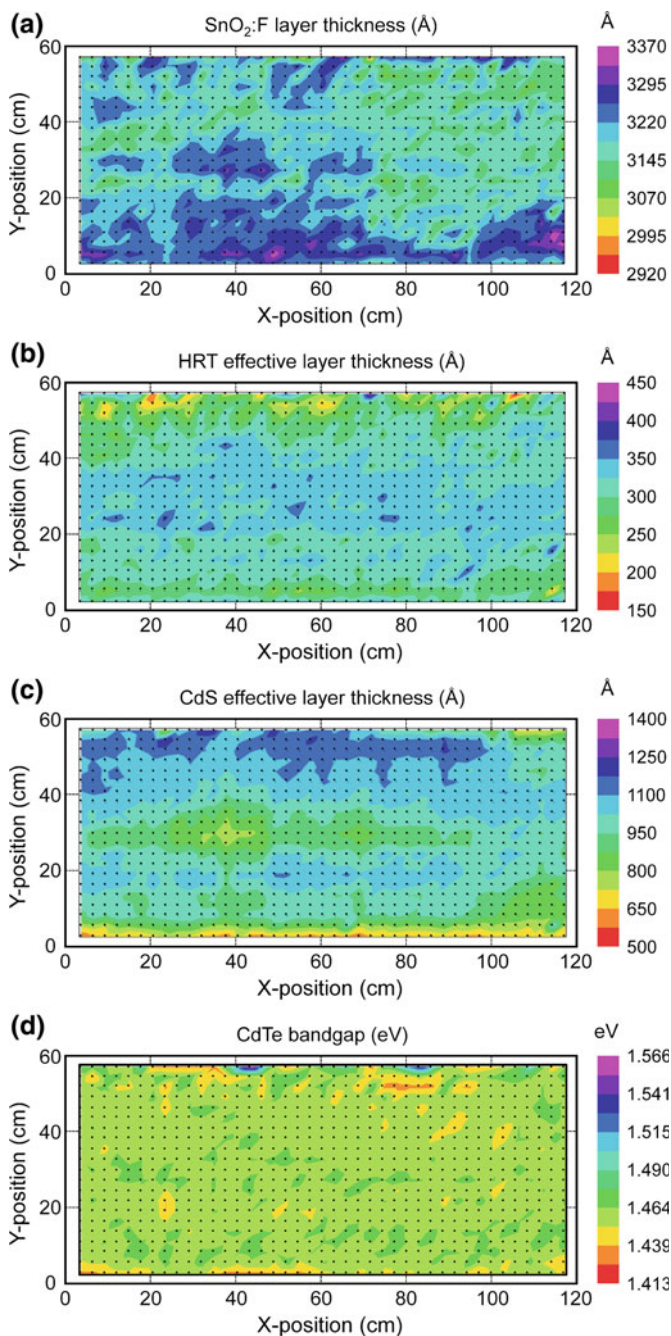 (a) SnO₂:F layer thickness (Å) Å
60
40
20
0
Y-position (cm)
0 20 40 60 80 100 120
X-position (cm)
3370
3295
3220
3145
3070
2995
2920
(b) HRT effective layer thickness (Å) Å
60
40
20
0
Y-position (cm)
0 20 40 60 80 100 120
X-position (cm)
450
400
350
300
250
200
150
(c) CdS effective layer thickness (Å) Å
60
40
20
0
Y-position (cm)
0 20 40 60 80 100 120
X-position (cm)
1400
1250
1100
950
800
650
500
(d) CdTe bandgap (eV) eV
60
40
20
0
Y-position (cm)
0 20 40 60 80 100 120
X-position (cm)
1.566
1.541
1.515
1.490
1.464
1.439
1.413